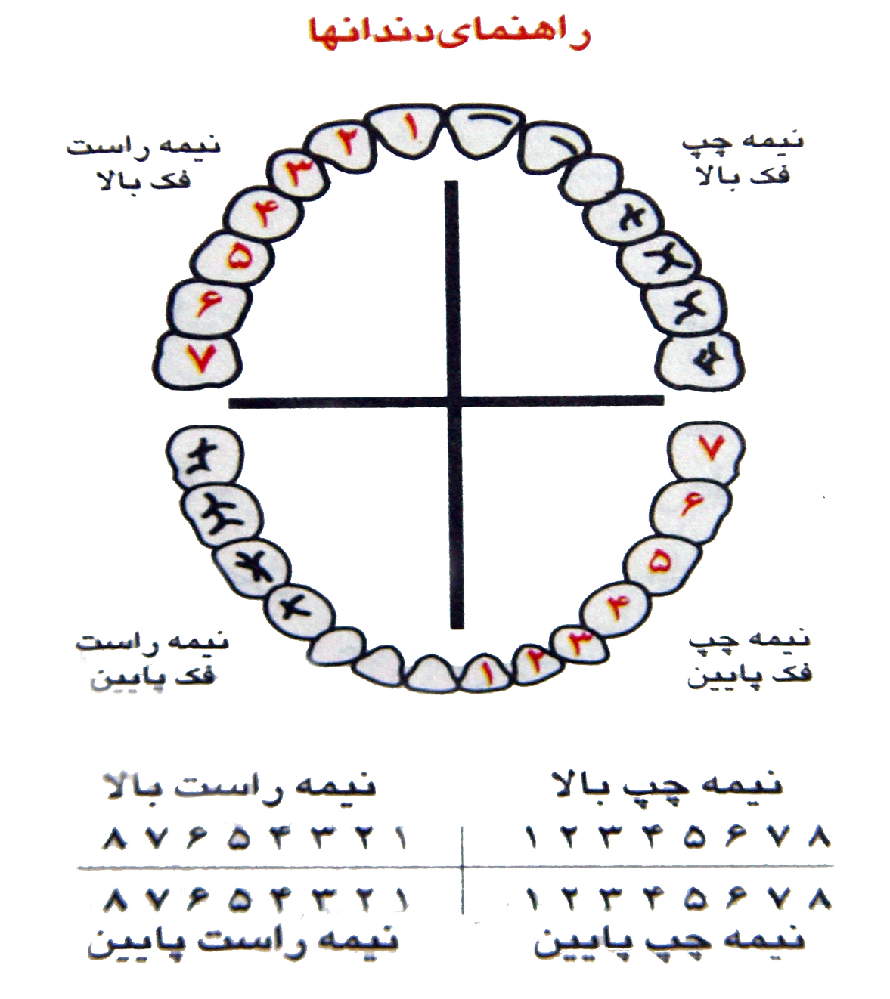 راهنمای دندانها
نیمه راست
فک بالا
نیمه چپ
فک بالا
۱
۲
۳
۴
۵
۶
۷
۷
۶
۵
۴
۳
۲
۱
نیمه راست
فک پایین
نیمه چپ
فک پایین
نیمه راست بالا
نیمه چپ بالا
۸ ۷ ۶ ۵ ۴ ۳ ۲ ۱ | ۱ ۲ ۳ ۴ ۵ ۶ ۷ ۸
۸ ۷ ۶ ۵ ۴ ۳ ۲ ۱ | ۱ ۲ ۳ ۴ ۵ ۶ ۷ ۸
نیمه راست پایین
نیمه چپ پایین